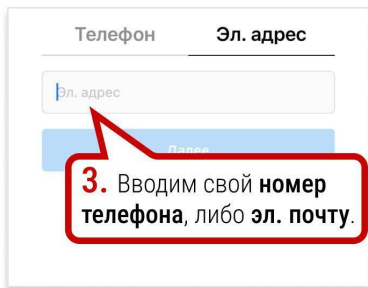 Телефон Эл. адрес
Эл. адрес
Далее
3. Вводим свой номер
телефона, либо эл. почту.